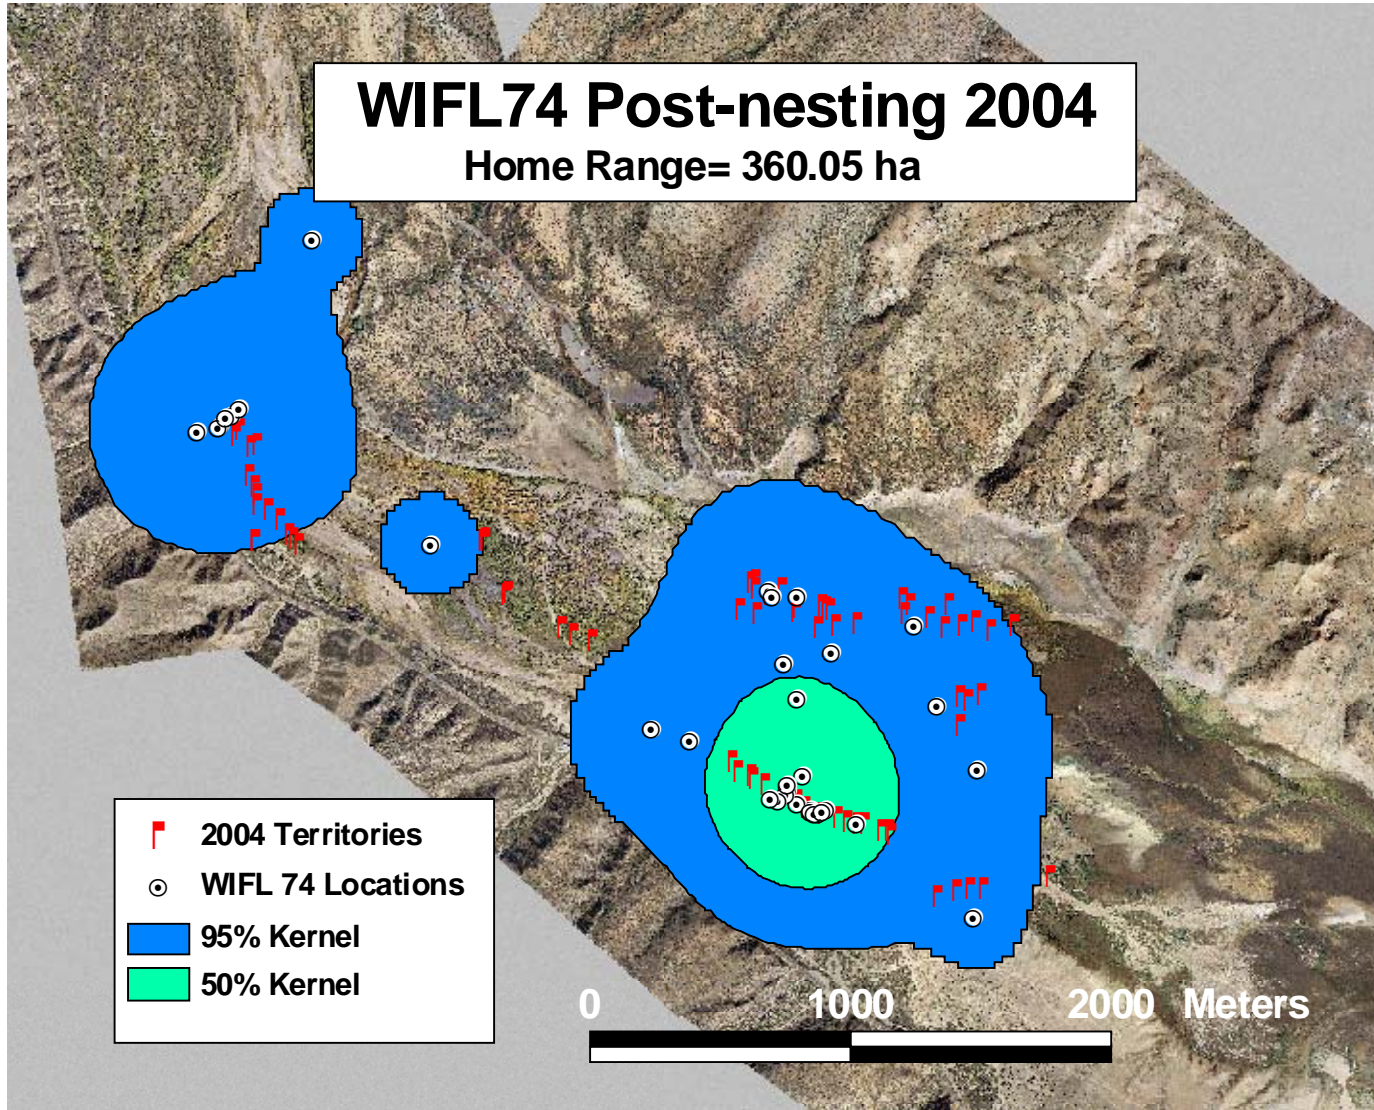 WIFL74 Post-nesting 2004
Home Range= 360.05 ha
2004 Territories
WIFL 74 Locations
95% Kernel
50% Kernel
0 1000 2000 Meters